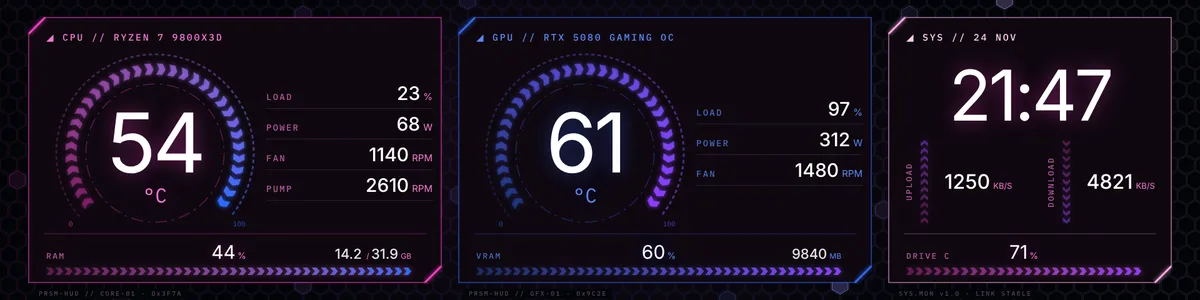 ◢ CPU // RYZEN 7 9800X3D
54
°C
0
100
LOAD 23 %
POWER 68 W
FAN 1140 RPM
PUMP 2610 RPM
RAM 44 % 14.2 / 31.9 GB
PRSM-HUD // CORE-01 · 0x3F7A
◢ GPU // RTX 5080 GAMING OC
61
°C
0
100
LOAD 97 %
POWER 312 W
FAN 1480 RPM
VRAM 60 % 9840 MB
PRSM-HUD // GFX-01 · 0x9C2E
◢ SYS // 24 NOV
21:47
UPLOAD
1250 KB/S
DOWNLOAD
4821 KB/S
DRIVE C 71 %
SYS.MON v1.0 · LINK STABLE